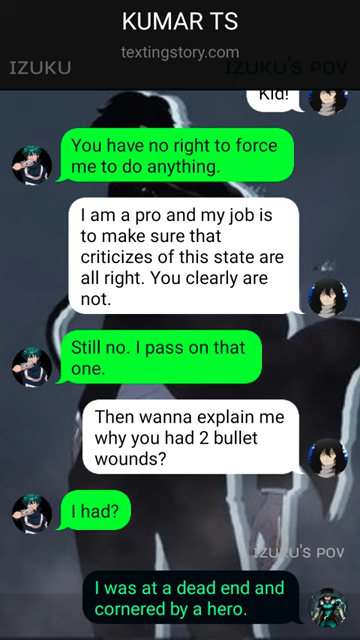 KUMAR TS
textingstory.com
IZUKU
IZUKU'S POV
Kid!
You have no right to force
me to do anything.
I am a pro and my job is
to make sure that
criticizes of this state are
all right. You clearly are
not.
Still no. I pass on that
one.
Then wanna explain me
why you had 2 bullet
wounds?
I had?
IZUKU'S POV
I was at a dead end and
cornered by a hero.